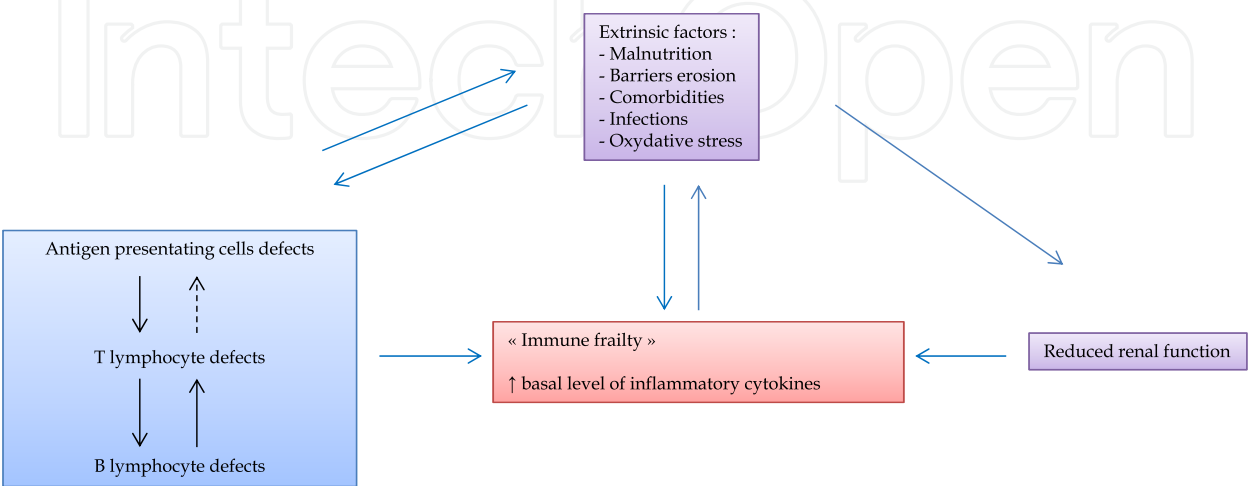 IntechOpen
Extrinsic factors :
- Malnutrition
- Barriers erosion
- Comorbidities
- Infections
- Oxydative stress
Antigen presentating cells defects
T lymphocyte defects
B lymphocyte defects
« Immune frailty »
↑ basal level of inflammatory cytokines
Reduced renal function